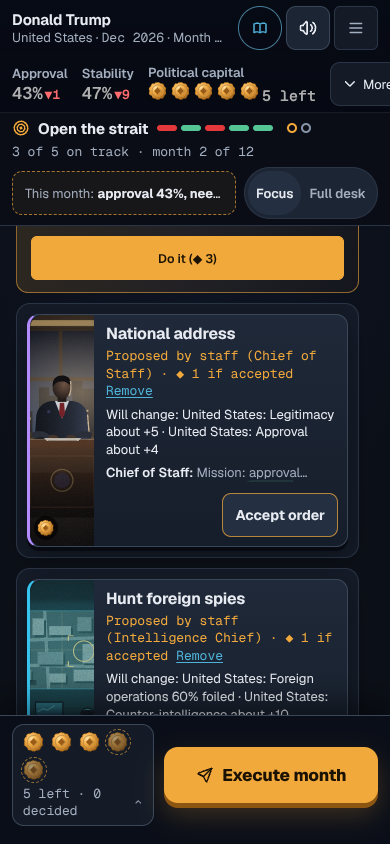 Donald Trump
United States · Dec 2026 · Month …
Approval
Stability
Political capital
43%▼1
47%▼9
5 left
More
Open the strait
3 of 5 on track · month 2 of 12
This month: approval 43%, nee…
Focus
Full desk
Do it (◆ 3)
National address
Proposed by staff (Chief of
Staff) · ◆ 1 if accepted
Remove
Will change: United States: Legitimacy
about +5 · United States: Approval
about +4
Chief of Staff: Mission: approval…
Accept order
Hunt foreign spies
Proposed by staff
(Intelligence Chief) · ◆ 1 if
accepted Remove
Will change: United States: Foreign
operations 60% foiled · United States:
Counter-intelligence about +10
5 left · 0
decided
Execute month